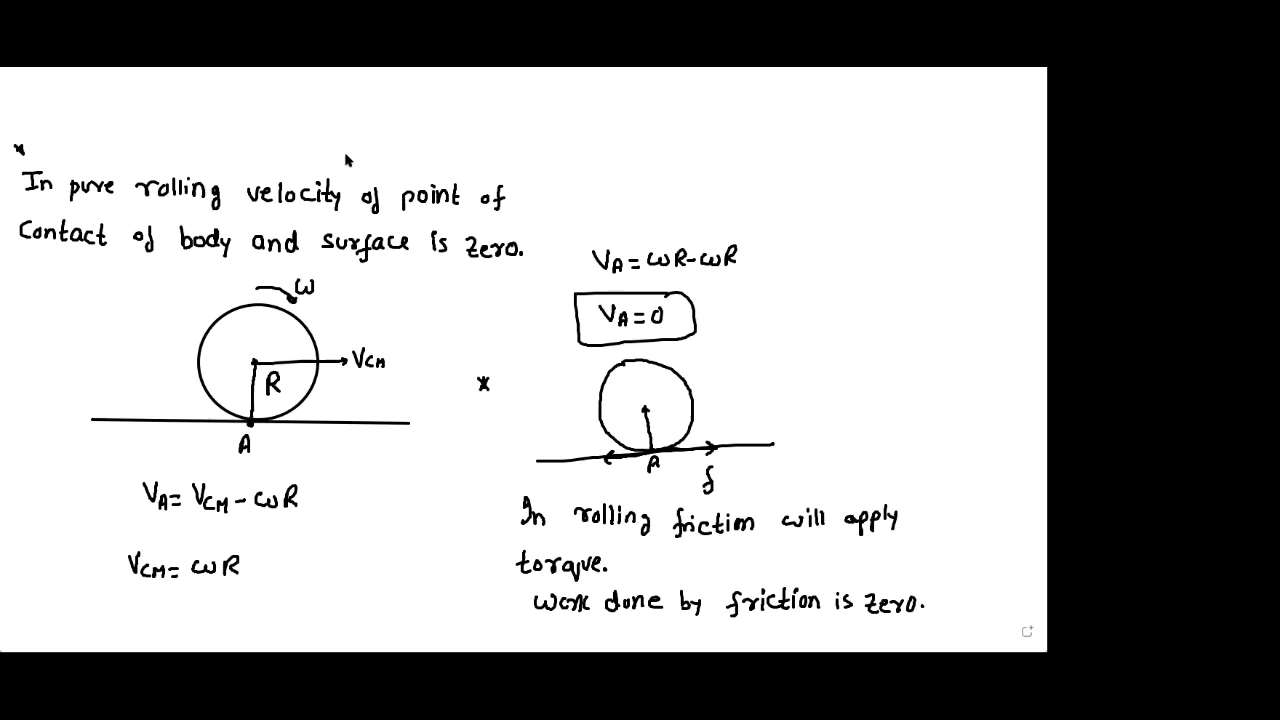 *
In pure rolling velocity of point of
contact of body and surface is zero.
ω
VCM
R
A
VA = VCM - ωR
VCM = ωR
VA = ωR - ωR
VA = 0
*
A
f
In rolling friction will apply
torque.
work done by friction is zero.